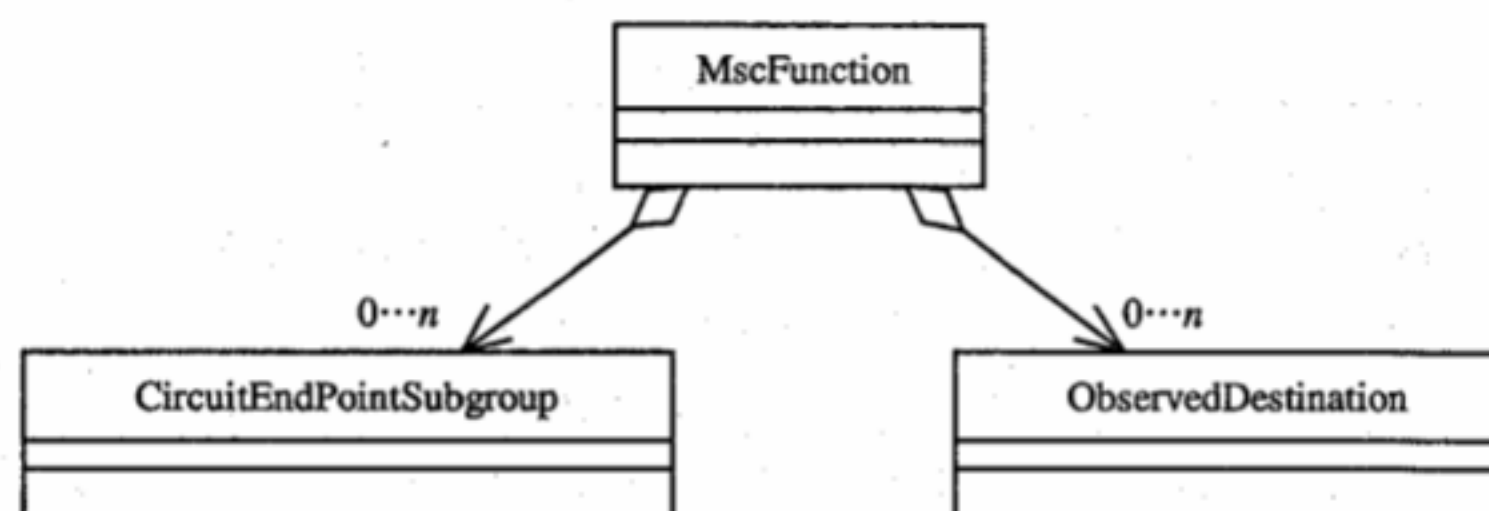 MscFunction
0···n
0···n
CircuitEndPointSubgroup
ObservedDestination